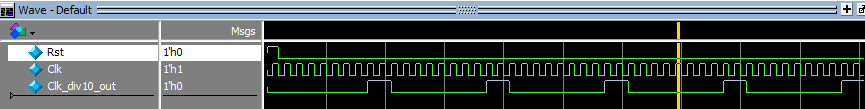 Wave - Default
Msgs
Rst 1'h0
Clk 1'h1
Clk_div10_out 1'h0